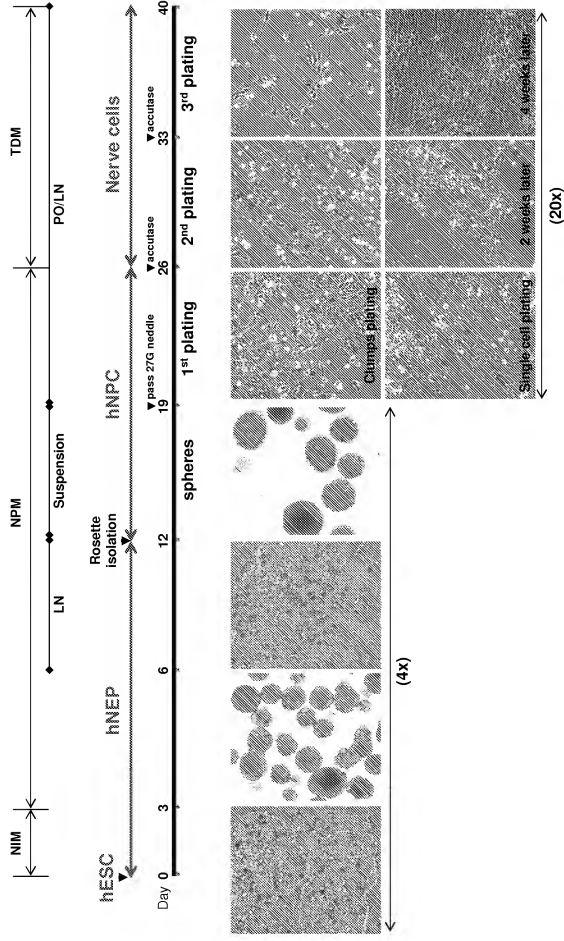 NIM NPM TDM
LN Suspension PO/LN
hESC hNEP Rosette isolation hNPC Nerve cells
pass 27G neddle accutase accutase
Day 0 3 6 12 19 26 33 40
spheres 1st plating 2nd plating 3rd plating
Clumps plating
Single cell plating 2 weeks later 4 weeks later
(4x) (20x)